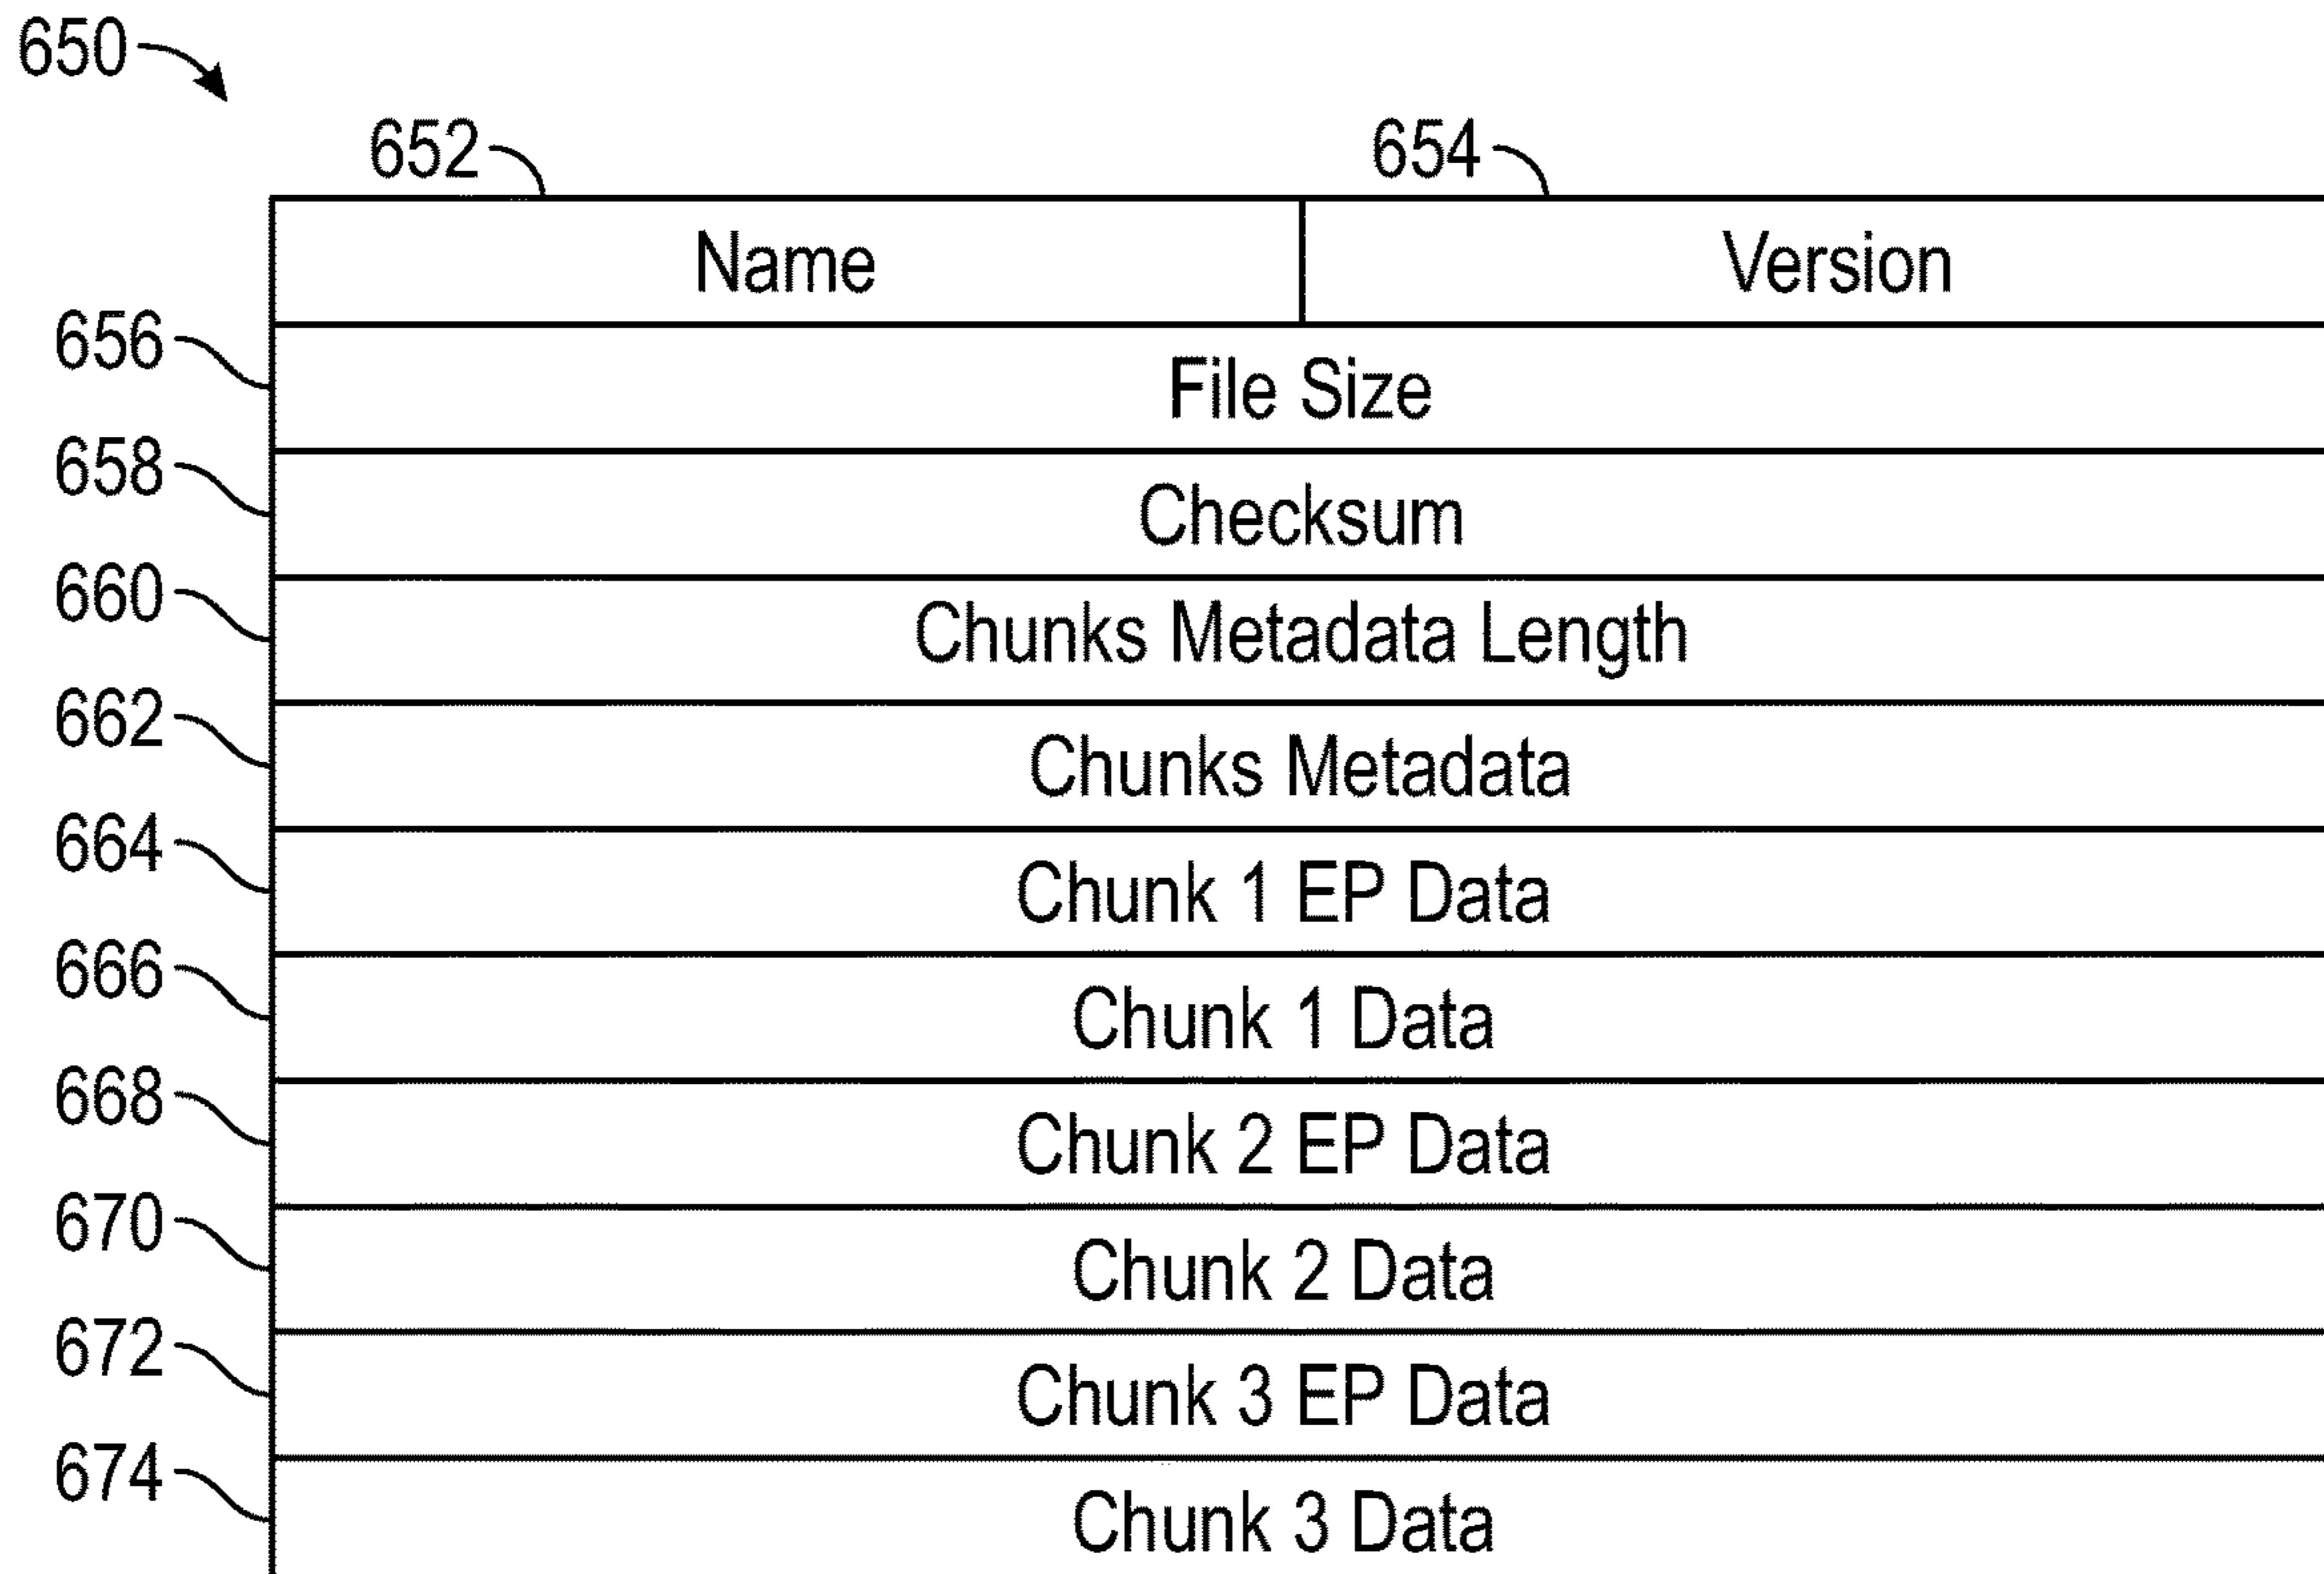 650
652 654
Name Version
656 File Size
658 Checksum
660 Chunks Metadata Length
662 Chunks Metadata
664 Chunk 1 EP Data
666 Chunk 1 Data
668 Chunk 2 EP Data
670 Chunk 2 Data
672 Chunk 3 EP Data
674 Chunk 3 Data